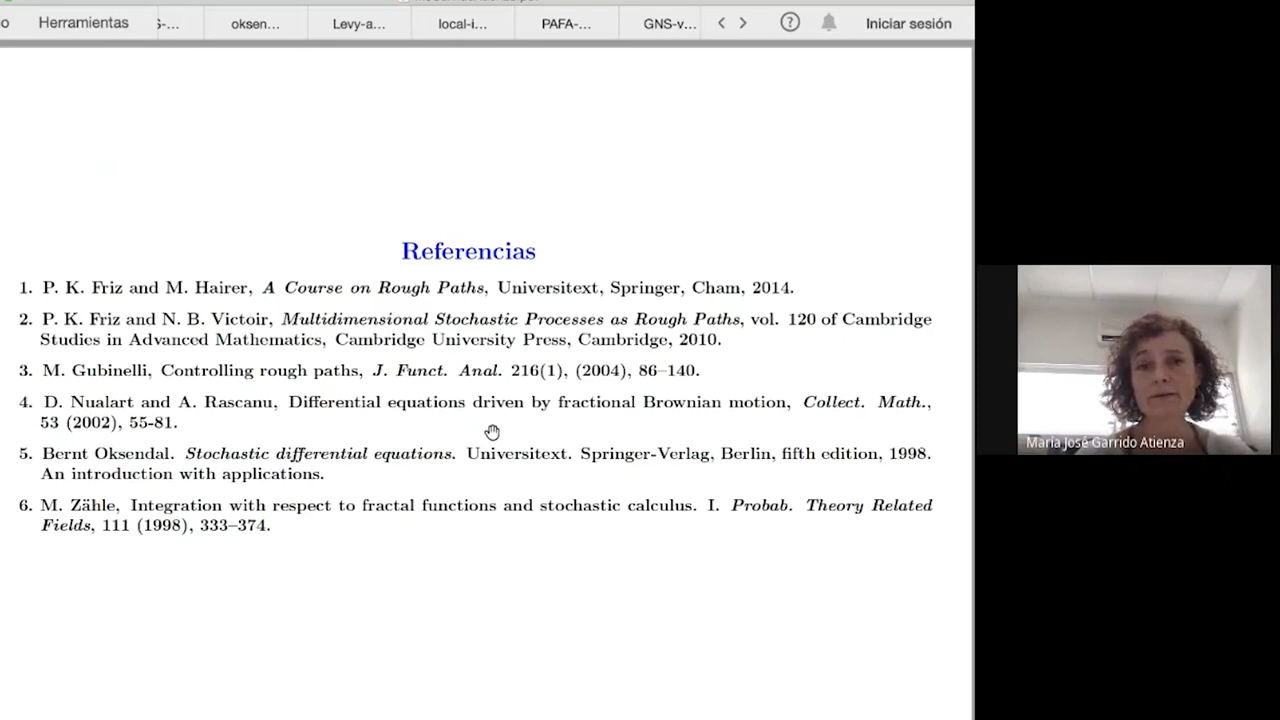 Herramientas
oksen...
Levy-a...
local-i...
PAFA-...
GNS-v...
Iniciar sesión
Referencias
1. P. K. Friz and M. Hairer, A Course on Rough Paths, Universitext, Springer, Cham, 2014.
2. P. K. Friz and N. B. Victoir, Multidimensional Stochastic Processes as Rough Paths, vol. 120 of Cambridge
Studies in Advanced Mathematics, Cambridge University Press, Cambridge, 2010.
3. M. Gubinelli, Controlling rough paths, J. Funct. Anal. 216(1), (2004), 86–140.
4. D. Nualart and A. Rascanu, Differential equations driven by fractional Brownian motion, Collect. Math.,
53 (2002), 55-81.
5. Bernt Oksendal. Stochastic differential equations. Universitext. Springer-Verlag, Berlin, fifth edition, 1998.
An introduction with applications.
6. M. Zähle, Integration with respect to fractal functions and stochastic calculus. I. Probab. Theory Related
Fields, 111 (1998), 333–374.
María José Garrido Atienza